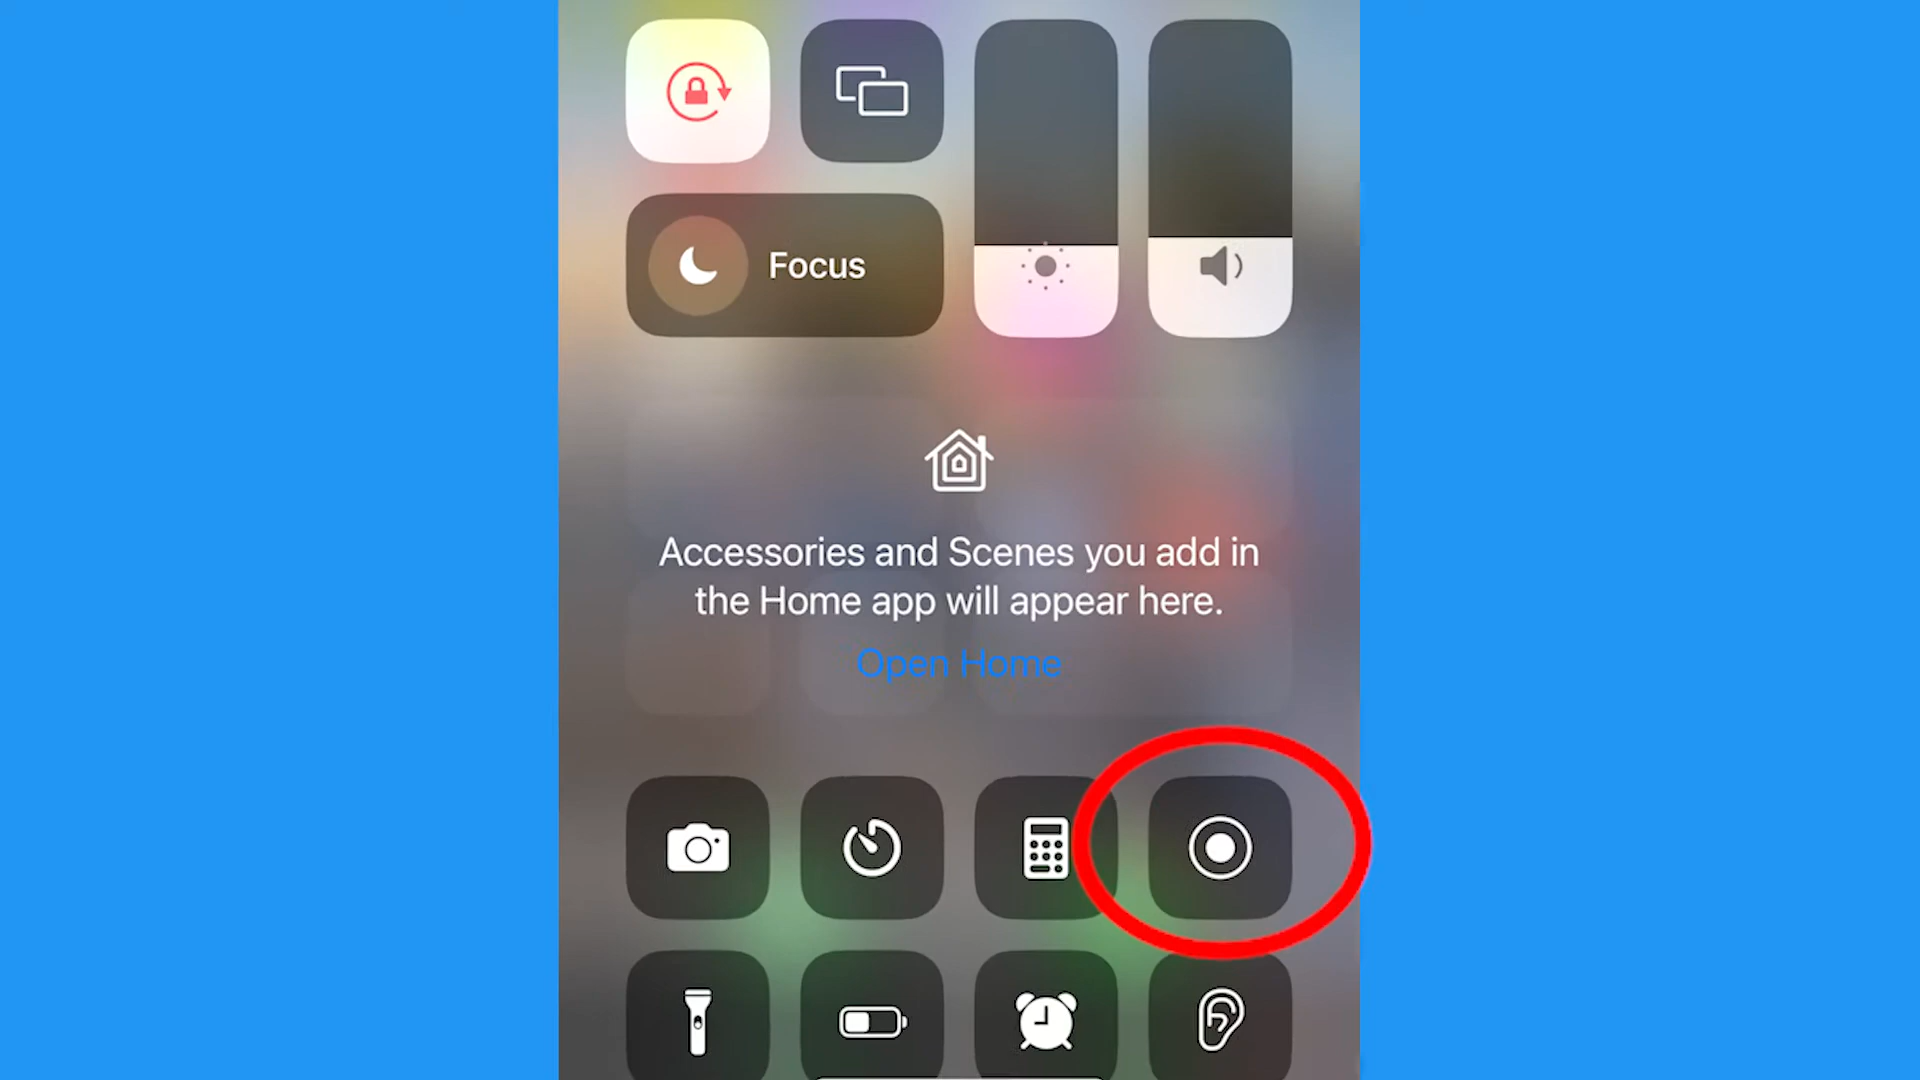 Focus
Accessories and Scenes you add in
the Home app will appear here.
Open Home